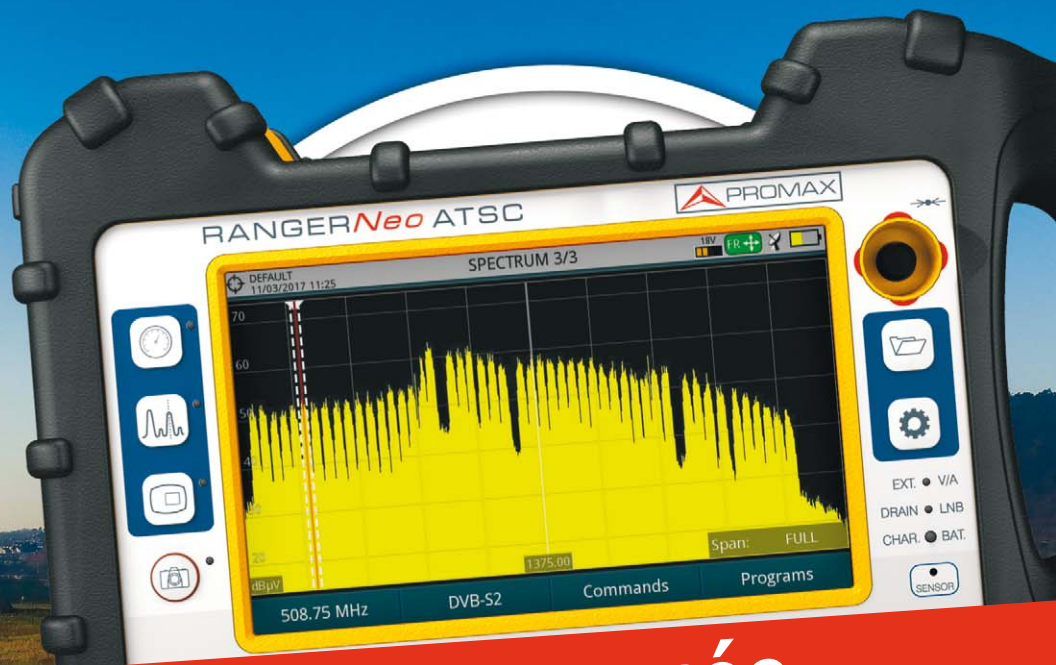 RANGERNeo ATSC
PROMAX
DEFAULT
11/03/2017 11:25
SPECTRUM 3/3
18V
FR
70
60
50
40
30
20
dBµV
1375.00
Span: FULL
508.75 MHz
DVB-S2
Commands
Programs
EXT. V/A
DRAIN LNB
CHAR. BAT.
SENSOR